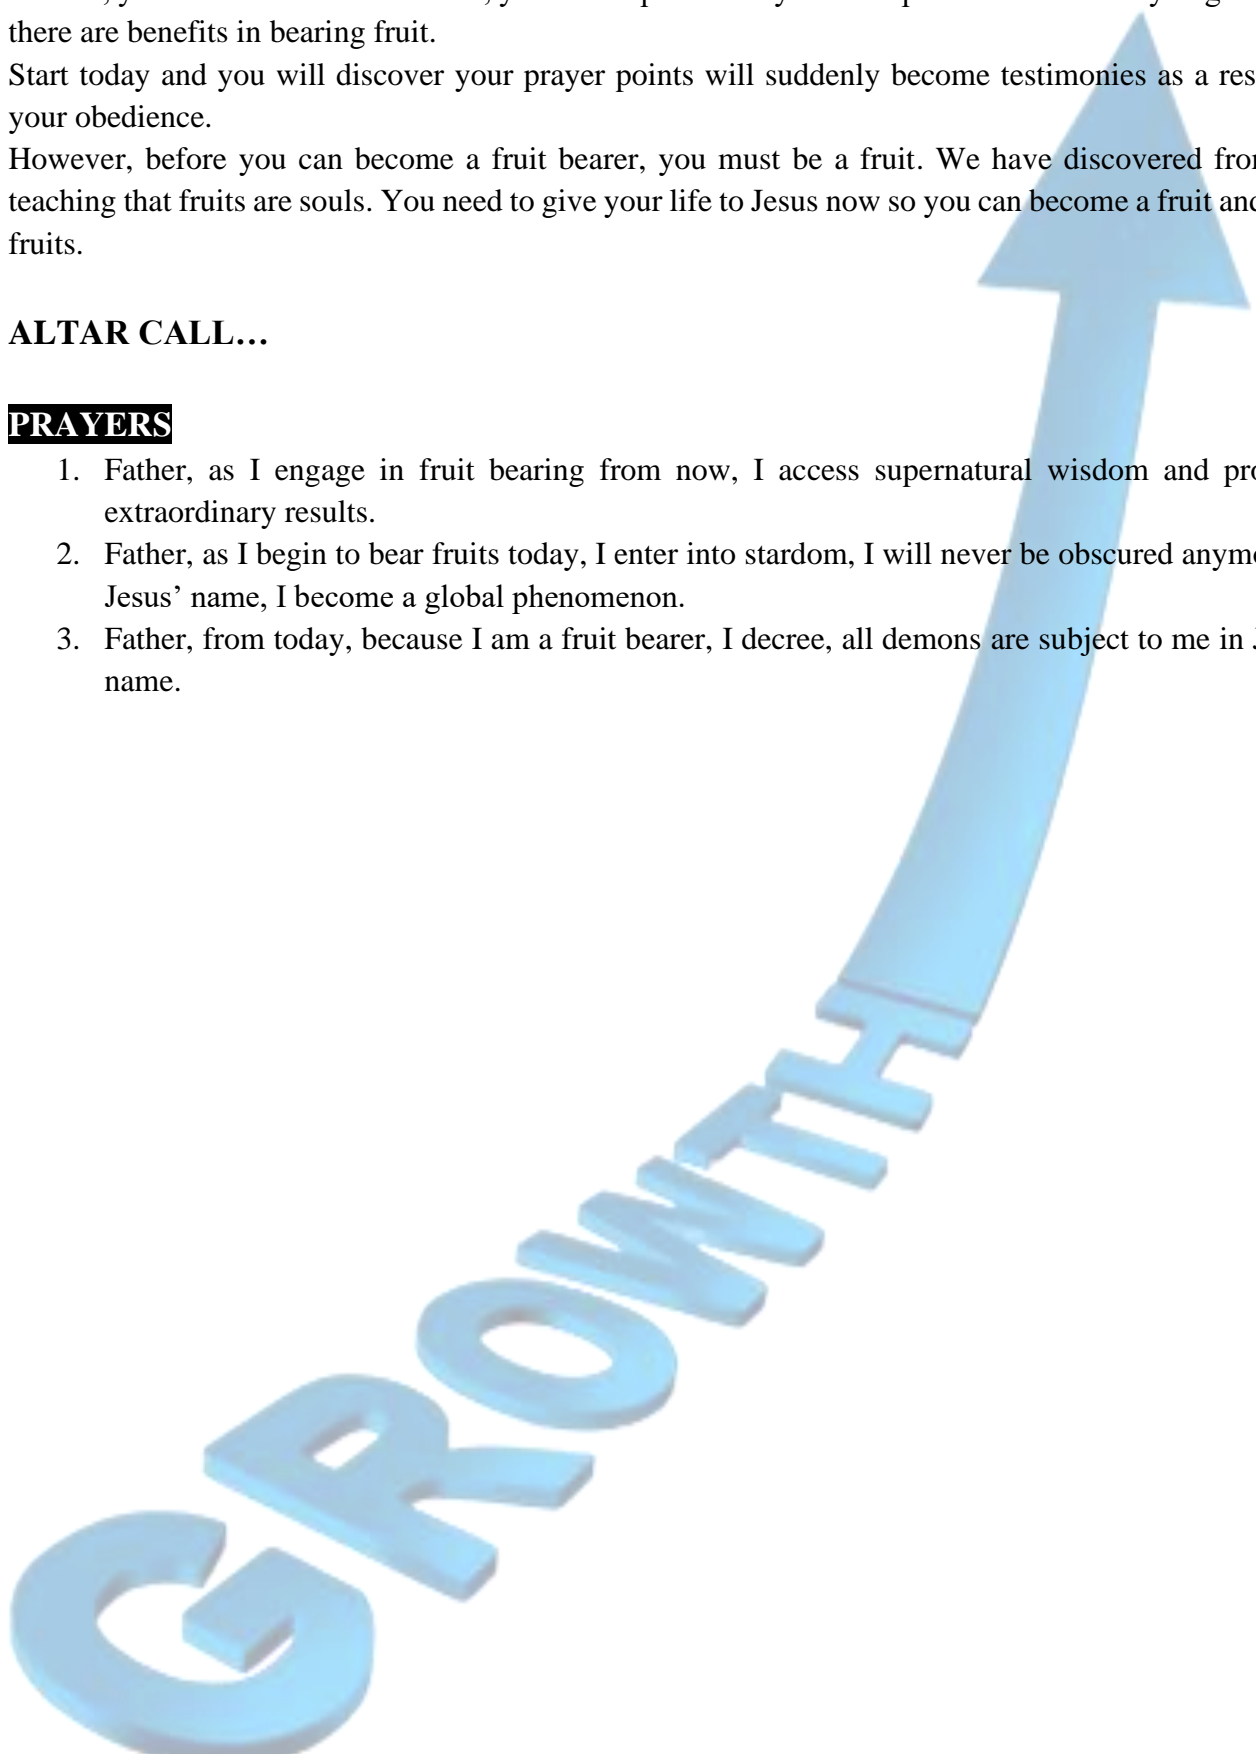 there are benefits in bearing fruit.
Start today and you will discover your prayer points will suddenly become testimonies as a
your obedience.
However, before you can become a fruit bearer, you must be a fruit. We have discovered
teaching that fruits are souls. You need to give your life to Jesus now so you can become a fruit
fruits.
ALTAR CALL…
PRAYERS
1. Father, as I engage in fruit bearing from now, I access supernatural wisdom and
extraordinary results.
2. Father, as I begin to bear fruits today, I enter into stardom, I will never be obscured
Jesus’ name, I become a global phenomenon.
3. Father, from today, because I am a fruit bearer, I decree, all demons are subject to me in
name.
GROWTH